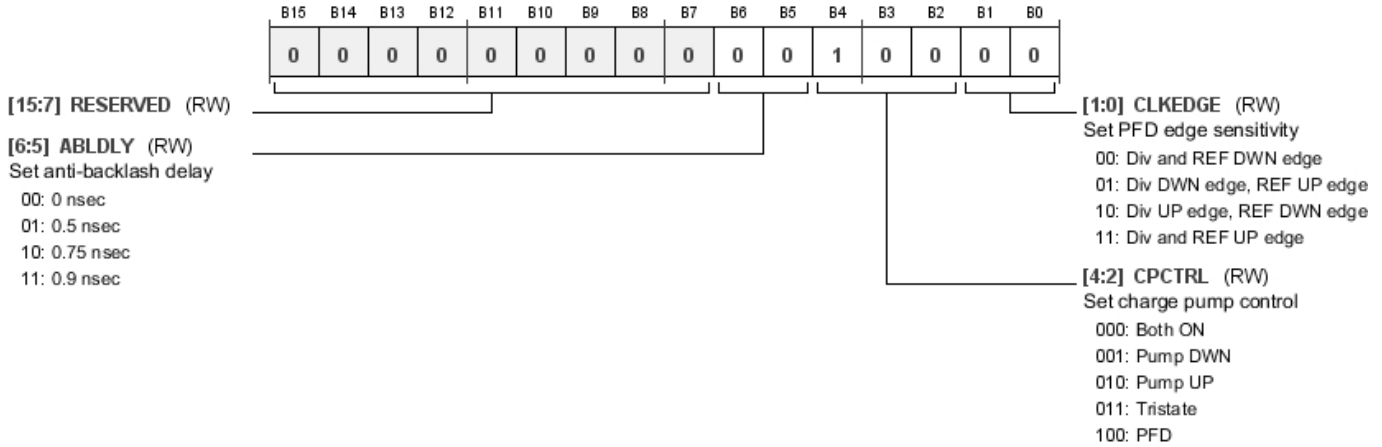 B15 B14 B13 B12 B11 B10 B9 B8 B7 B6 B5 B4 B3 B2 B1 B0
0 0 0 0 0 0 0 0 0 0 0 1 0 0 0 0
[15:7] RESERVED (RW)
[6:5] ABLDLY (RW)
Set anti-backlash delay
00: 0 nsec
01: 0.5 nsec
10: 0.75 nsec
11: 0.9 nsec
[1:0] CLKEDGE (RW)
Set PFD edge sensitivity
00: Div and REF DWN edge
01: Div DWN edge, REF UP edge
10: Div UP edge, REF DWN edge
11: Div and REF UP edge
[4:2] CPCTRL (RW)
Set charge pump control
000: Both ON
001: Pump DWN
010: Pump UP
011: Tristate
100: PFD